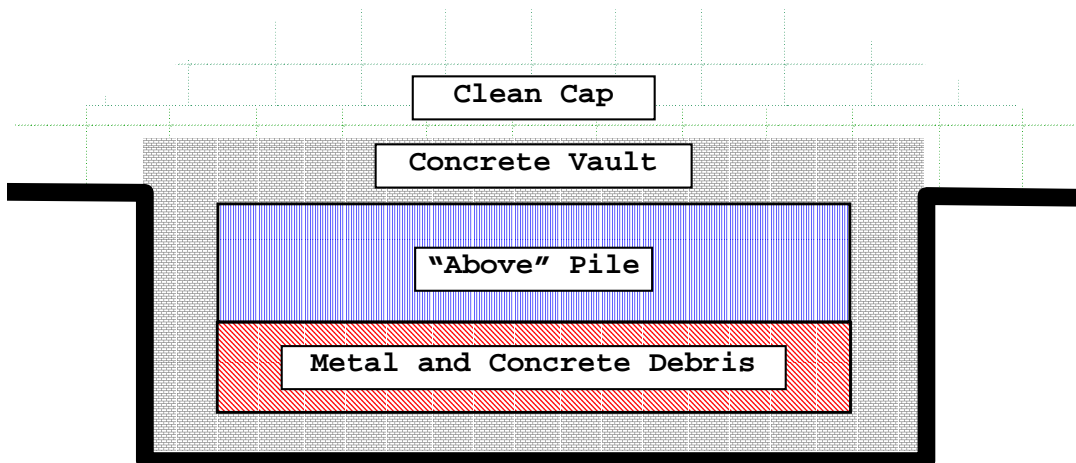 Clean Cap
Concrete Vault
“Above” Pile
Metal and Concrete Debris